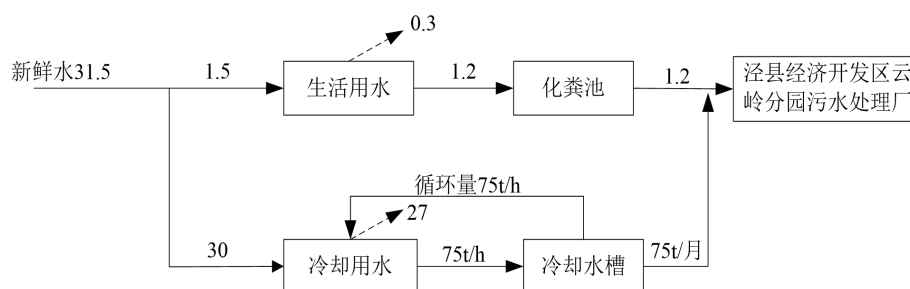 0.3
新鲜水31.5
1.5
生活用水
1.2
化粪池
1.2
泾县经济开发区云
岭分园污水处理厂
循环量75t/h
27
30
冷却用水
75t/h
冷却水槽
75t/月